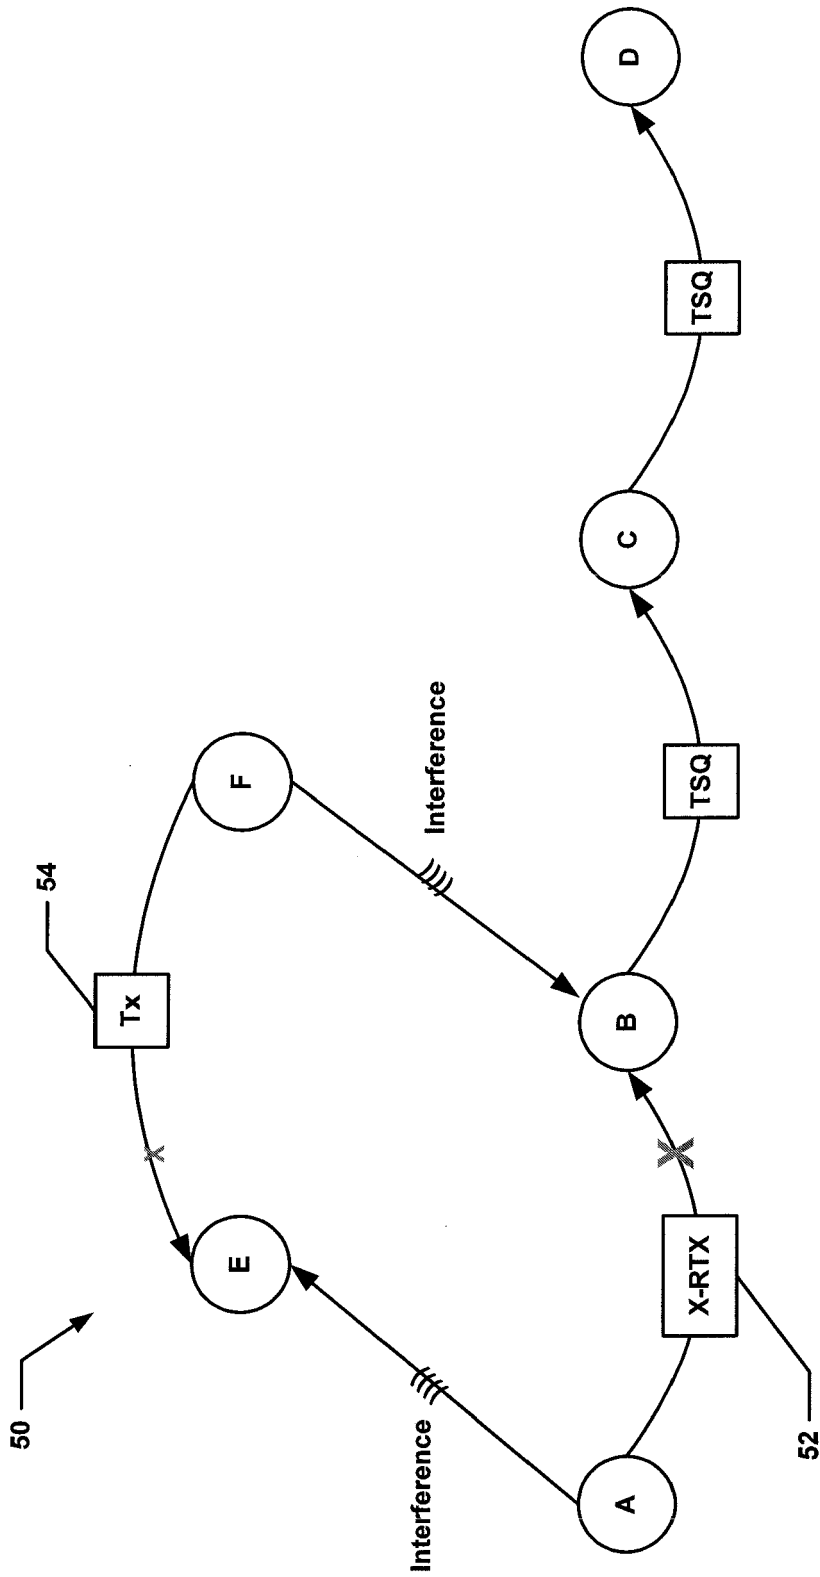 50
54
Tx
E
F
Interference
Interference
A
B
C
D
X-RTX
TSQ
TSQ
52